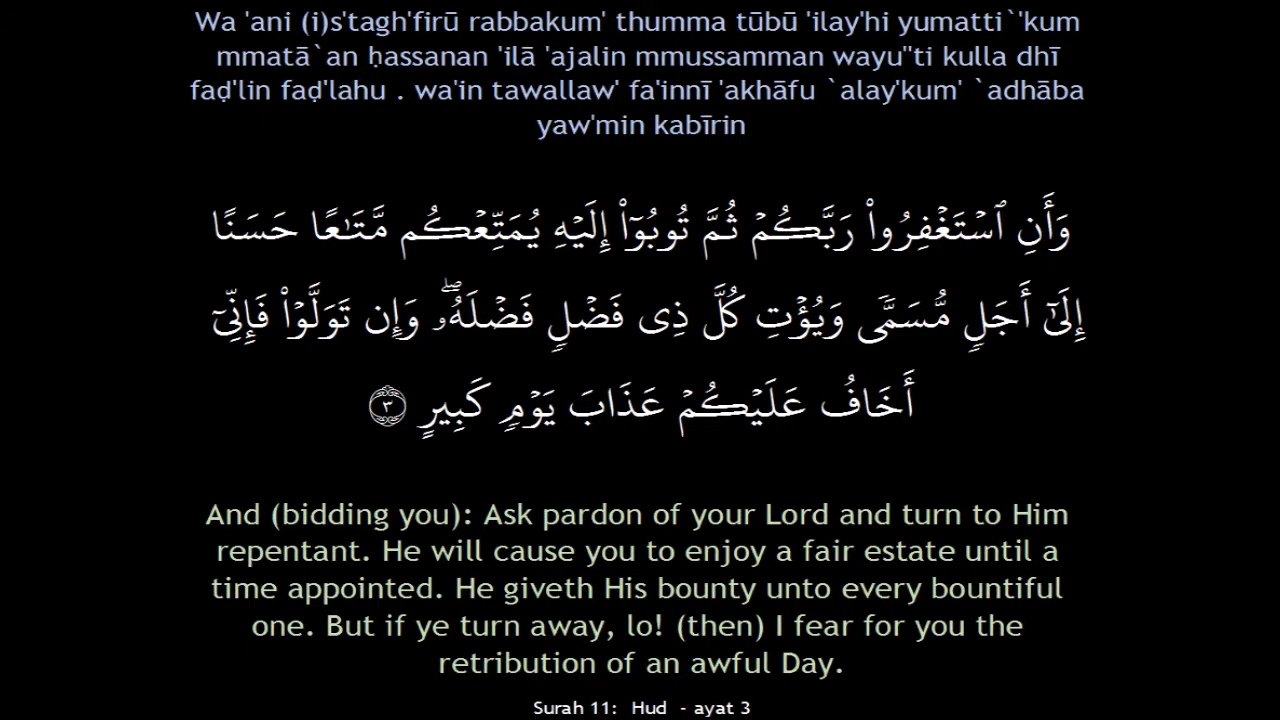 Wa 'ani (i)s'tagh'firū rabbakum' thumma tūbū 'ilay'hi yumatti`'kum
mmatā`an ḥassanan 'ilā 'ajalin mmussamman wayu"ti kulla dhī
faḍ'lin faḍ'lahu . wa'in tawallaw' fa'innī 'akhāfu `alay'kum' `adhāba
yaw'min kabīrin
وَأَنِ ٱسْتَغْفِرُوا۟ رَبَّكُمْ ثُمَّ تُوبُوٓا۟ إِلَيْهِ يُمَتِّعْكُم مَّتَـٰعًا حَسَنًا
إِلَىٰٓ أَجَلٍ مُّسَمًّى وَيُؤْتِ كُلَّ ذِى فَضْلٍ فَضْلَهُۥ ۖ وَإِن تَوَلَّوْا۟ فَإِنِّىٓ
أَخَافُ عَلَيْكُمْ عَذَابَ يَوْمٍ كَبِيرٍ ٣
And (bidding you): Ask pardon of your Lord and turn to Him
repentant. He will cause you to enjoy a fair estate until a
time appointed. He giveth His bounty unto every bountiful
one. But if ye turn away, lo! (then) I fear for you the
retribution of an awful Day.
Surah 11: Hud - ayat 3